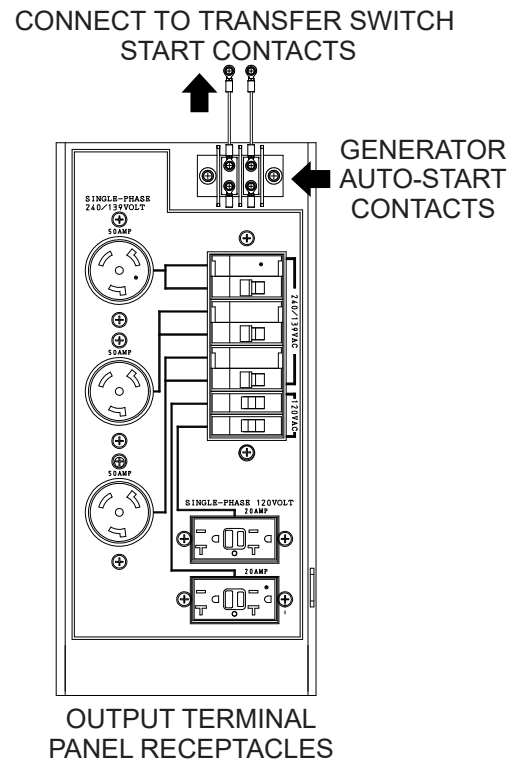 CONNECT TO TRANSFER SWITCH
START CONTACTS
GENERATOR
AUTO-START
CONTACTS
SINGLE-PHASE
240/139VOLT
50AMP
240/139VAC
50AMP
120VAC
50AMP
SINGLE-PHASE 120VOLT
20AMP
20AMP
OUTPUT TERMINAL
PANEL RECEPTACLES